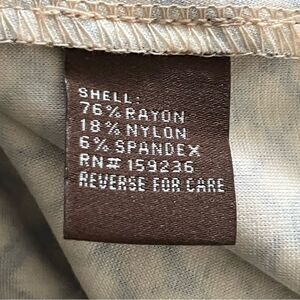 SHELL:
76% RAYON
18% NYLON
6% SPANDEX
RN# 159236
REVERSE FOR CARE